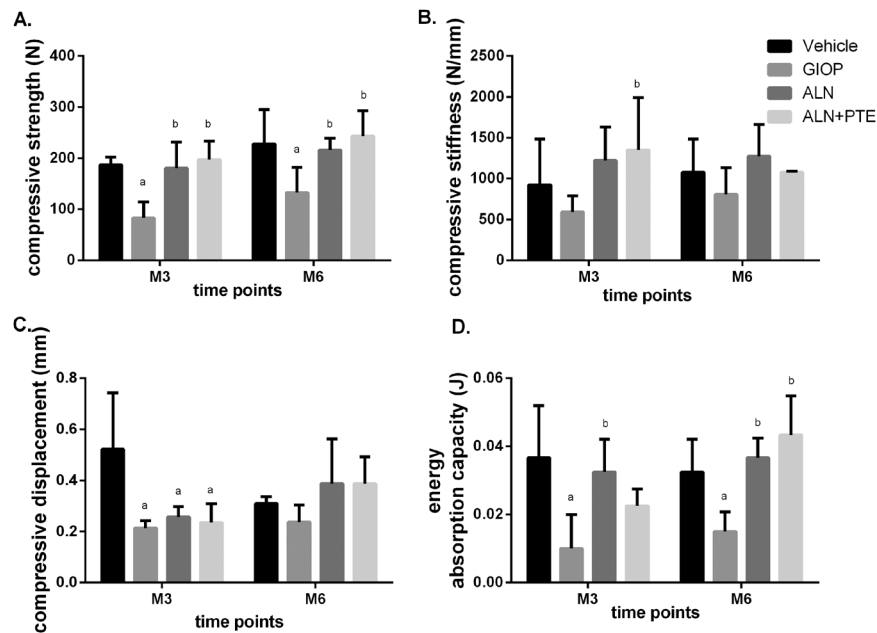 A.
compressive strength (N)
400
300
200
100
0
a
b
b
a
b
b
M3
M6
time points
B.
compressive stiffness (N/mm)
2500
2000
1500
1000
500
0
b
M3
M6
time points
Vehicle
GIOP
ALN
ALN+PTE
C.
compressive displacement (mm)
0.8
0.6
0.4
0.2
0.0
a
a
a
M3
M6
time points
D.
energy
absorption capacity (J)
0.06
0.04
0.02
0.00
a
b
a
b
b
M3
M6
time points